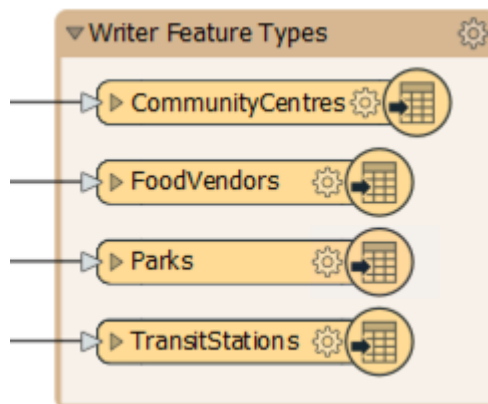 Writer Feature Types
CommunityCentres
FoodVendors
Parks
TransitStations